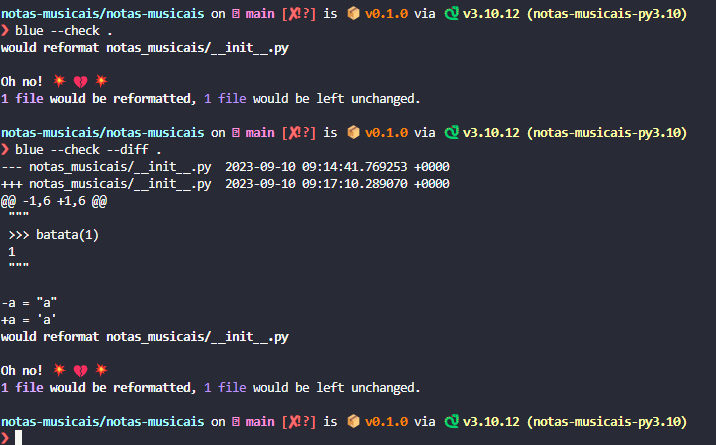 notas-musicais/notas-musicais on main [✘!?] is 📦 v0.1.0 via v3.10.12 (notas-musicais-py3.10)
❯ blue --check .
would reformat notas_musicais/__init__.py
Oh no! 💥 💔 💥
1 file would be reformatted, 1 file would be left unchanged.
notas-musicais/notas-musicais on main [✘!?] is 📦 v0.1.0 via v3.10.12 (notas-musicais-py3.10)
❯ blue --check --diff .
--- notas_musicais/__init__.py  2023-09-10 09:14:41.769253 +0000
+++ notas_musicais/__init__.py  2023-09-10 09:17:10.289070 +0000
@@ -1,6 +1,6 @@
"""
>>> batata(1)
1
"""
-a = "a"
+a = 'a'
would reformat notas_musicais/__init__.py
Oh no! 💥 💔 💥
1 file would be reformatted, 1 file would be left unchanged.
notas-musicais/notas-musicais on main [✘!?] is 📦 v0.1.0 via v3.10.12 (notas-musicais-py3.10)
❯